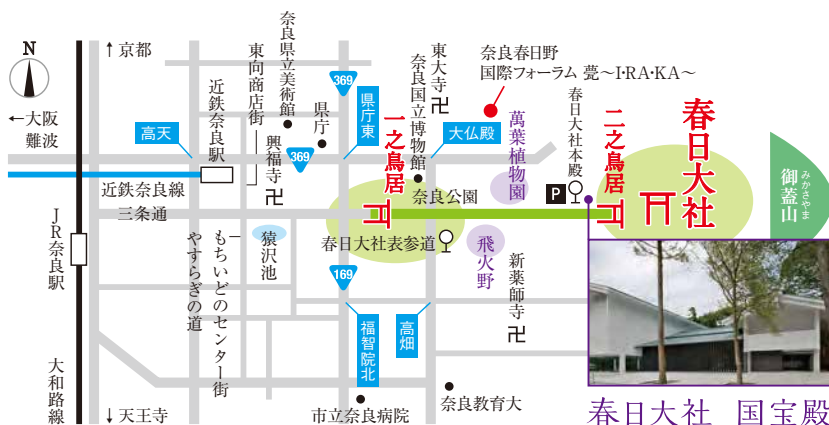 N
↑京都
←大阪
難波
近鉄奈良駅
高天
近鉄奈良線
三条通
JR奈良駅
大和路線
↓天王寺
東向商店街
奈良県立美術館
県庁
興福寺
369
369
県庁東
一之鳥居
東大寺
奈良国立博物館
大仏殿
奈良春日野
国際フォーラム 甍～I・RA・KA～
萬葉植物園
春日大社本殿
P
二之鳥居
春日大社
みかさやま
御蓋山
奈良公園
春日大社表参道
飛火野
猿沢池
もちいどのセンター街
やすらぎの道
169
福智院北
高畑
新薬師寺
市立奈良病院
奈良教育大
春日大社 国宝殿